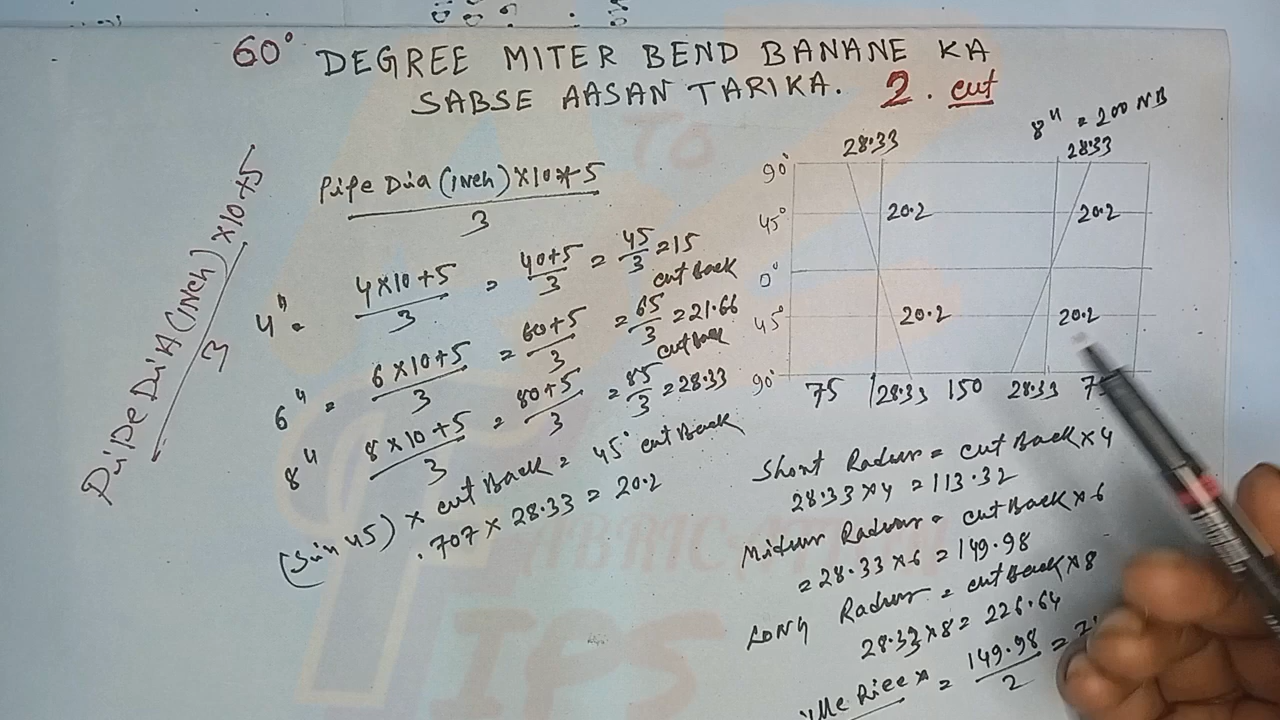 60° DEGREE MITER BEND BANANE KA
SABSE AASAN TARIKA. 2. cut
Pipe Dia (INch) x10+5
3
PiPe DiA (INCh) x10+5
3
4" = 4x10+5 / 3 = 40+5 / 3 = 45 / 3 = 15
cut Back
6" = 6x10+5 / 3 = 60+5 / 3 = 65 / 3 = 21.66
cut back
8" 8x10+5 / 3 = 80+5 / 3 = 85 / 3 = 28.33
(Sin 45) x cut Back = 45° cut Back
.707 x 28.33 = 20.2
8" = 200 NB
28.33 28.33
90°
45° 20.2 20.2
0°
45° 20.2 20.2
90°
75 28.33 150 28.33
Short Radius = cut Back x 4
28.33 x 4 = 113.32
Radius = cut Back x 6
= 28.33 x 6 = 149.98
LONG Radius = cut Back x 8
28.33 x 8 = 226.64
= 149.98 / 2 =
TO
TIPS